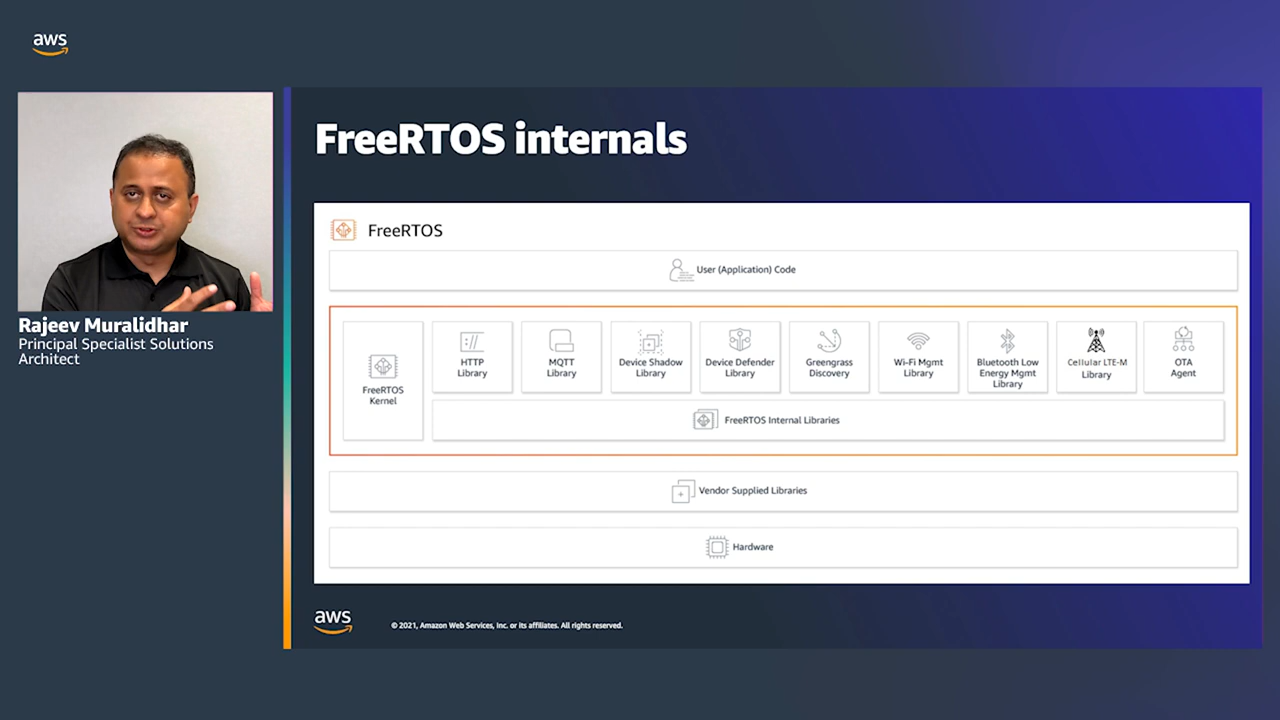 aws
Rajeev Muralidhar
Principal Specialist Solutions
Architect
FreeRTOS internals
FreeRTOS
User (Application) Code
FreeRTOS
Kernel
HTTP
Library
MQTT
Library
Device Shadow
Library
Device Defender
Library
Greengrass
Discovery
Wi-Fi Mgmt
Library
Bluetooth Low
Energy Mgmt
Library
Cellular LTE-M
Library
OTA
Agent
FreeRTOS Internal Libraries
Vendor Supplied Libraries
Hardware
aws
© 2021, Amazon Web Services, Inc. or its affiliates. All rights reserved.